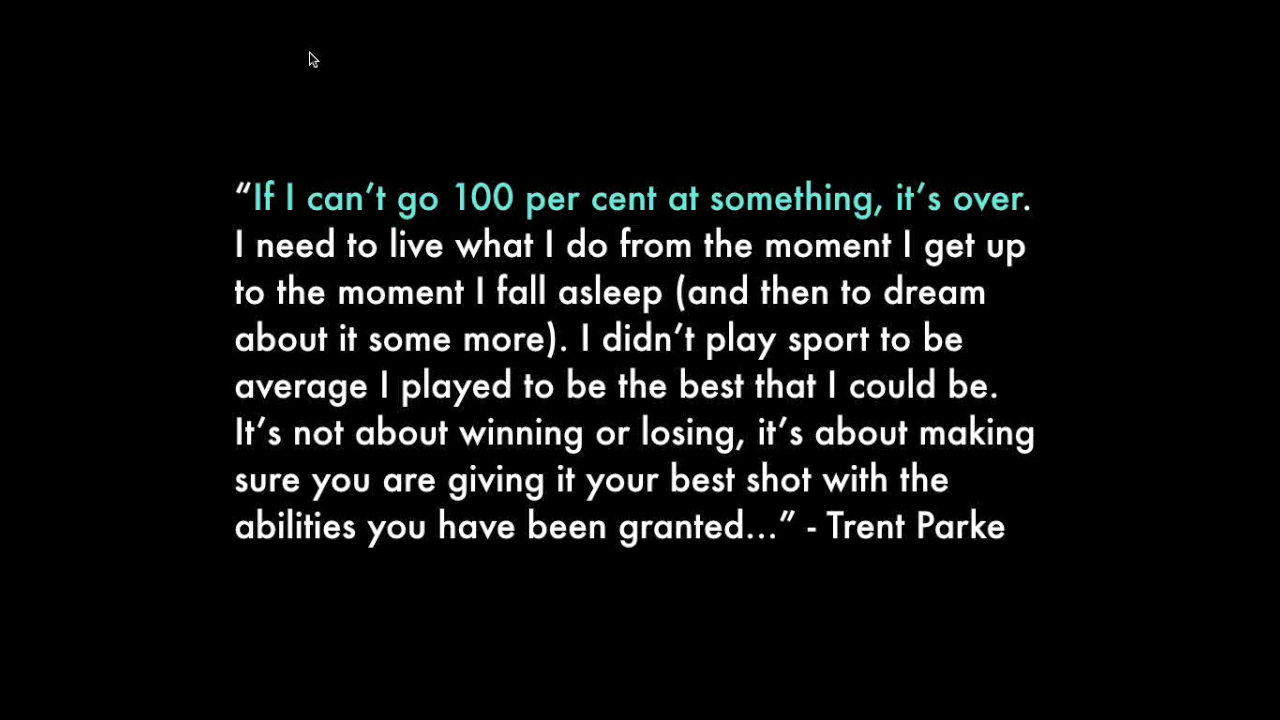 “If I can’t go 100 per cent at something, it’s over.
I need to live what I do from the moment I get up
to the moment I fall asleep (and then to dream
about it some more). I didn’t play sport to be
average I played to be the best that I could be.
It’s not about winning or losing, it’s about making
sure you are giving it your best shot with the
abilities you have been granted...” - Trent Parke